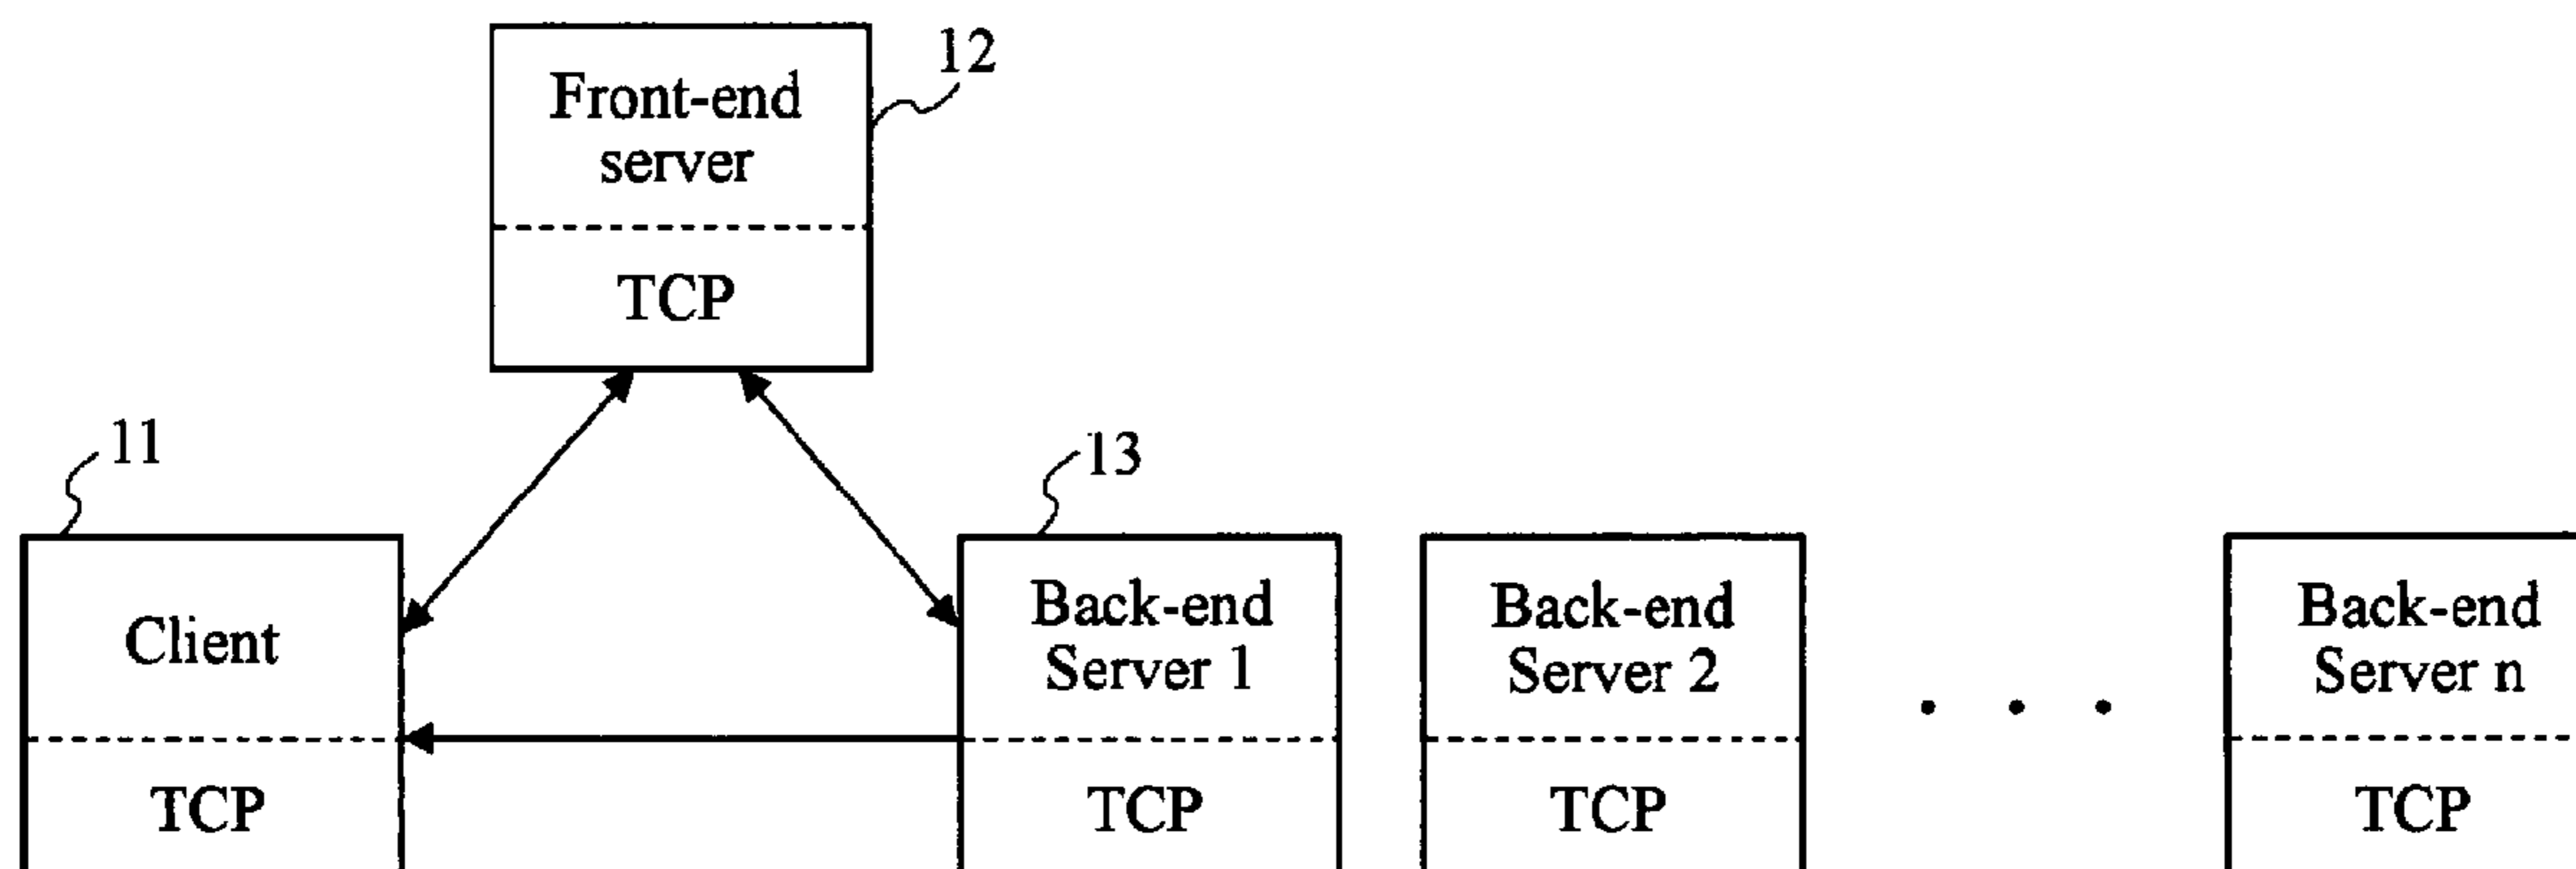 Front-end
server
TCP
12
11
Client
TCP
13
Back-end
Server 1
TCP
Back-end
Server 2
TCP
. . .
Back-end
Server n
TCP